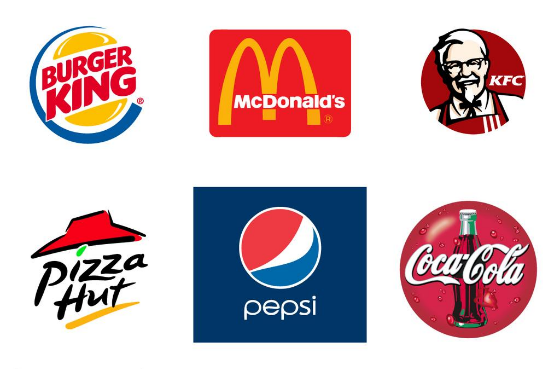 BURGER
KING
®
McDonald's
®
KFC
Pizza
Hut
pepsi
Coca-Cola